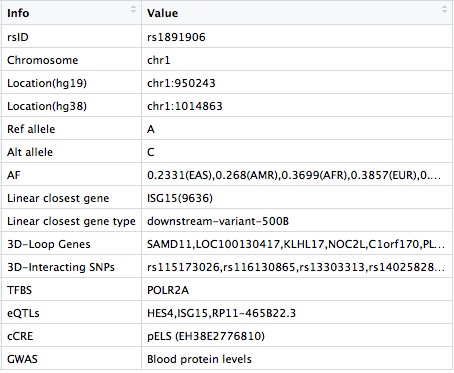 Info Value
rsID rs1891906
Chromosome chr1
Location(hg19) chr1:950243
Location(hg38) chr1:1014863
Ref allele A
Alt allele C
AF 0.2331(EAS),0.268(AMR),0.3699(AFR),0.3857(EUR),0....
Linear closest gene ISG15(9636)
Linear closest gene type downstream-variant-500B
3D-Loop Genes SAMD11,LOC100130417,KLHL17,NOC2L,C1orf170,PL...
3D-Interacting SNPs rs115173026,rs116130865,rs13303313,rs14025828...
TFBS POLR2A
eQTLs HES4,ISG15,RP11-465B22.3
cCRE pELS (EH38E2776810)
GWAS Blood protein levels